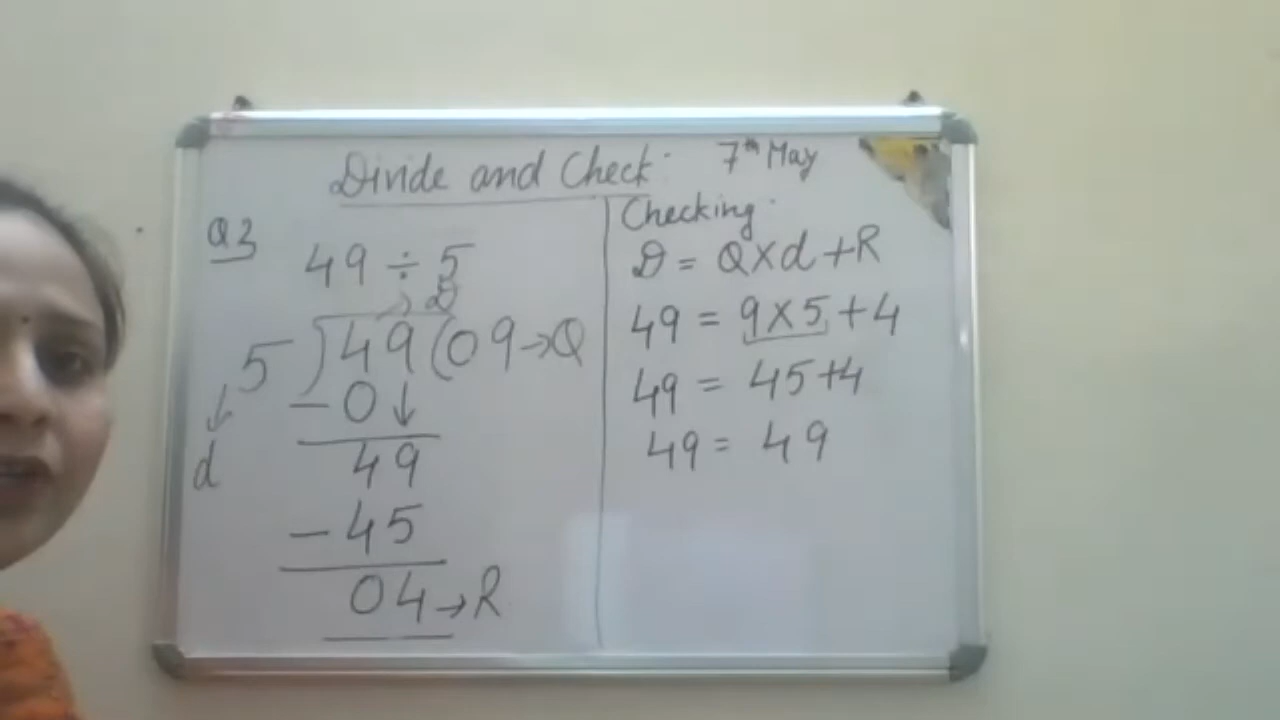 Divide and Check: 7th May
Q3
49 ÷ 5
→ D
5)49(09→Q
↓
d
-0↓
49
-45
04→R
Checking:
D = Q×d+R
49 = 9×5+4
49 = 45+4
49 = 49